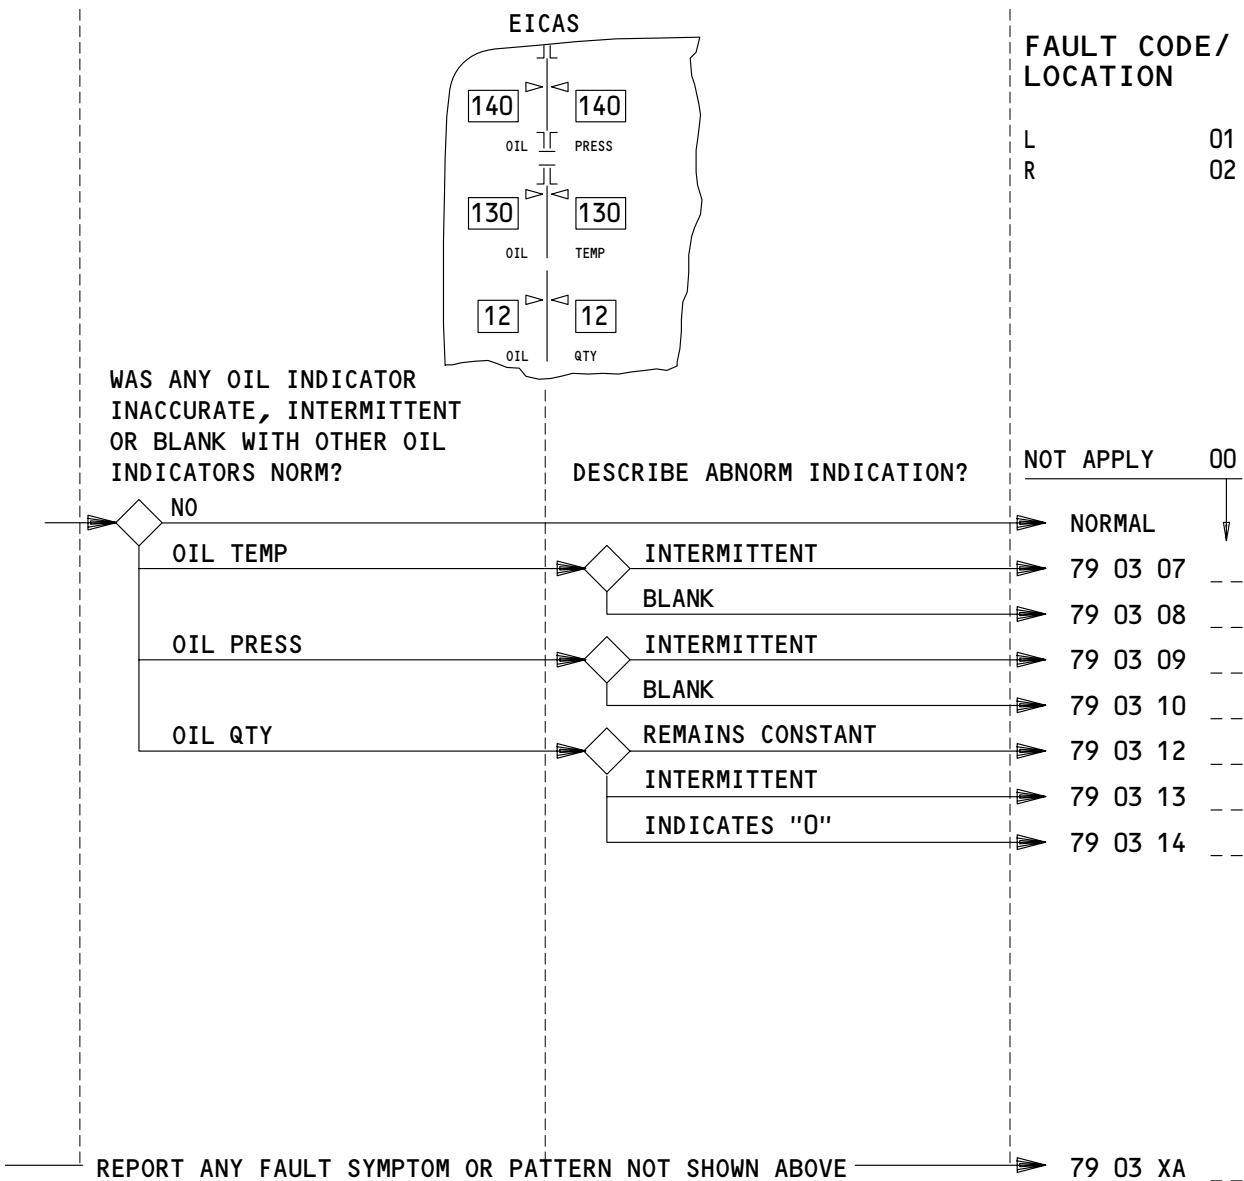 EICAS
FAULT CODE/
LOCATION
140 140
OIL PRESS
L 01
R 02
130 130
OIL TEMP
12 12
OIL QTY
WAS ANY OIL INDICATOR
INACCURATE, INTERMITTENT
OR BLANK WITH OTHER OIL
INDICATORS NORM?
DESCRIBE ABNORM INDICATION?
NOT APPLY 00
NO
NORMAL
OIL TEMP
INTERMITTENT
79 03 07 _ _
BLANK
79 03 08 _ _
OIL PRESS
INTERMITTENT
79 03 09 _ _
BLANK
79 03 10 _ _
OIL QTY
REMAINS CONSTANT
79 03 12 _ _
INTERMITTENT
79 03 13 _ _
INDICATES "0"
79 03 14 _ _
REPORT ANY FAULT SYMPTOM OR PATTERN NOT SHOWN ABOVE
79 03 XA _ _